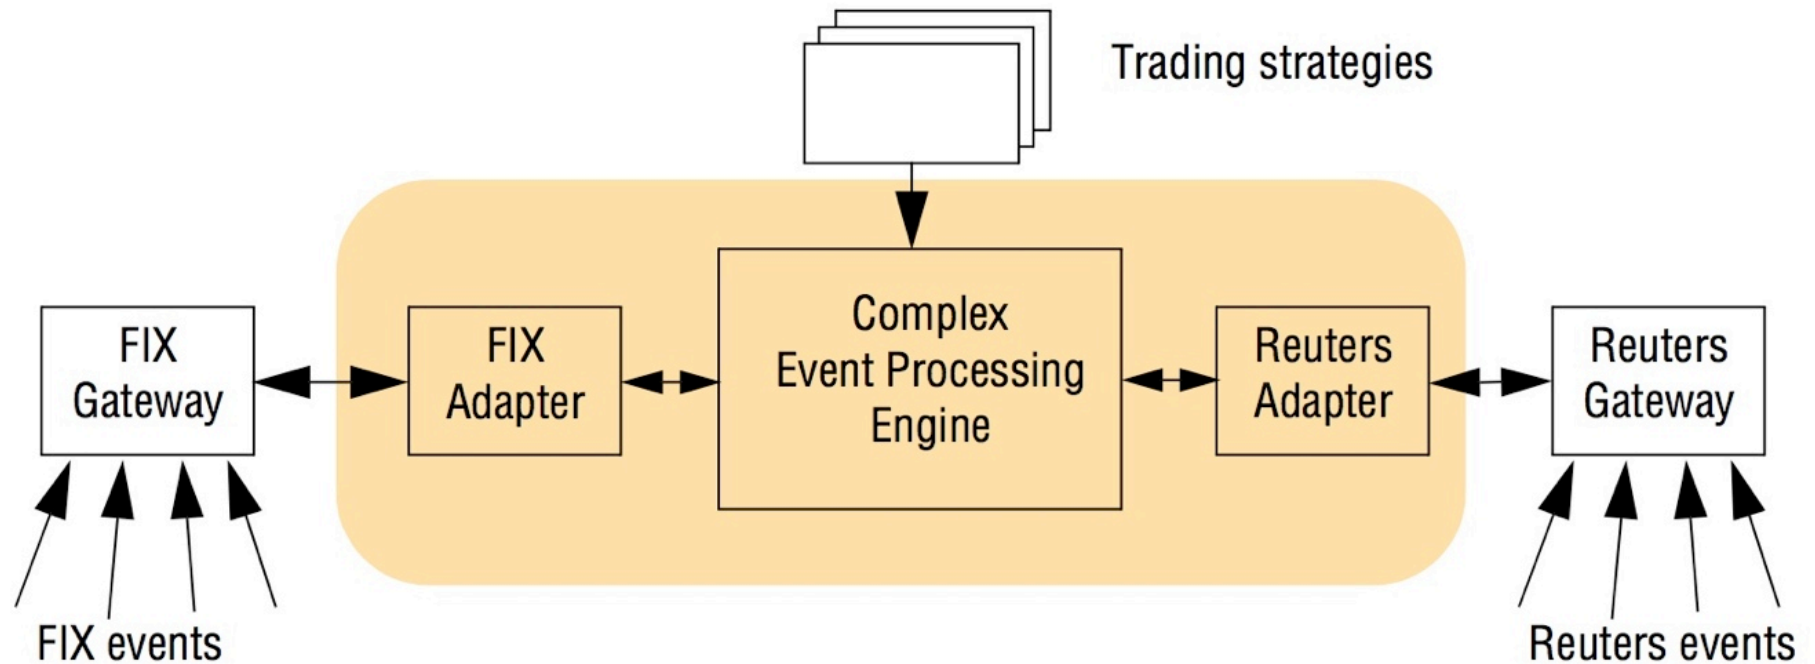 Trading strategies
FIX
Gateway
FIX
Adapter
Complex
Event Processing
Engine
Reuters
Adapter
Reuters
Gateway
FIX events
Reuters events